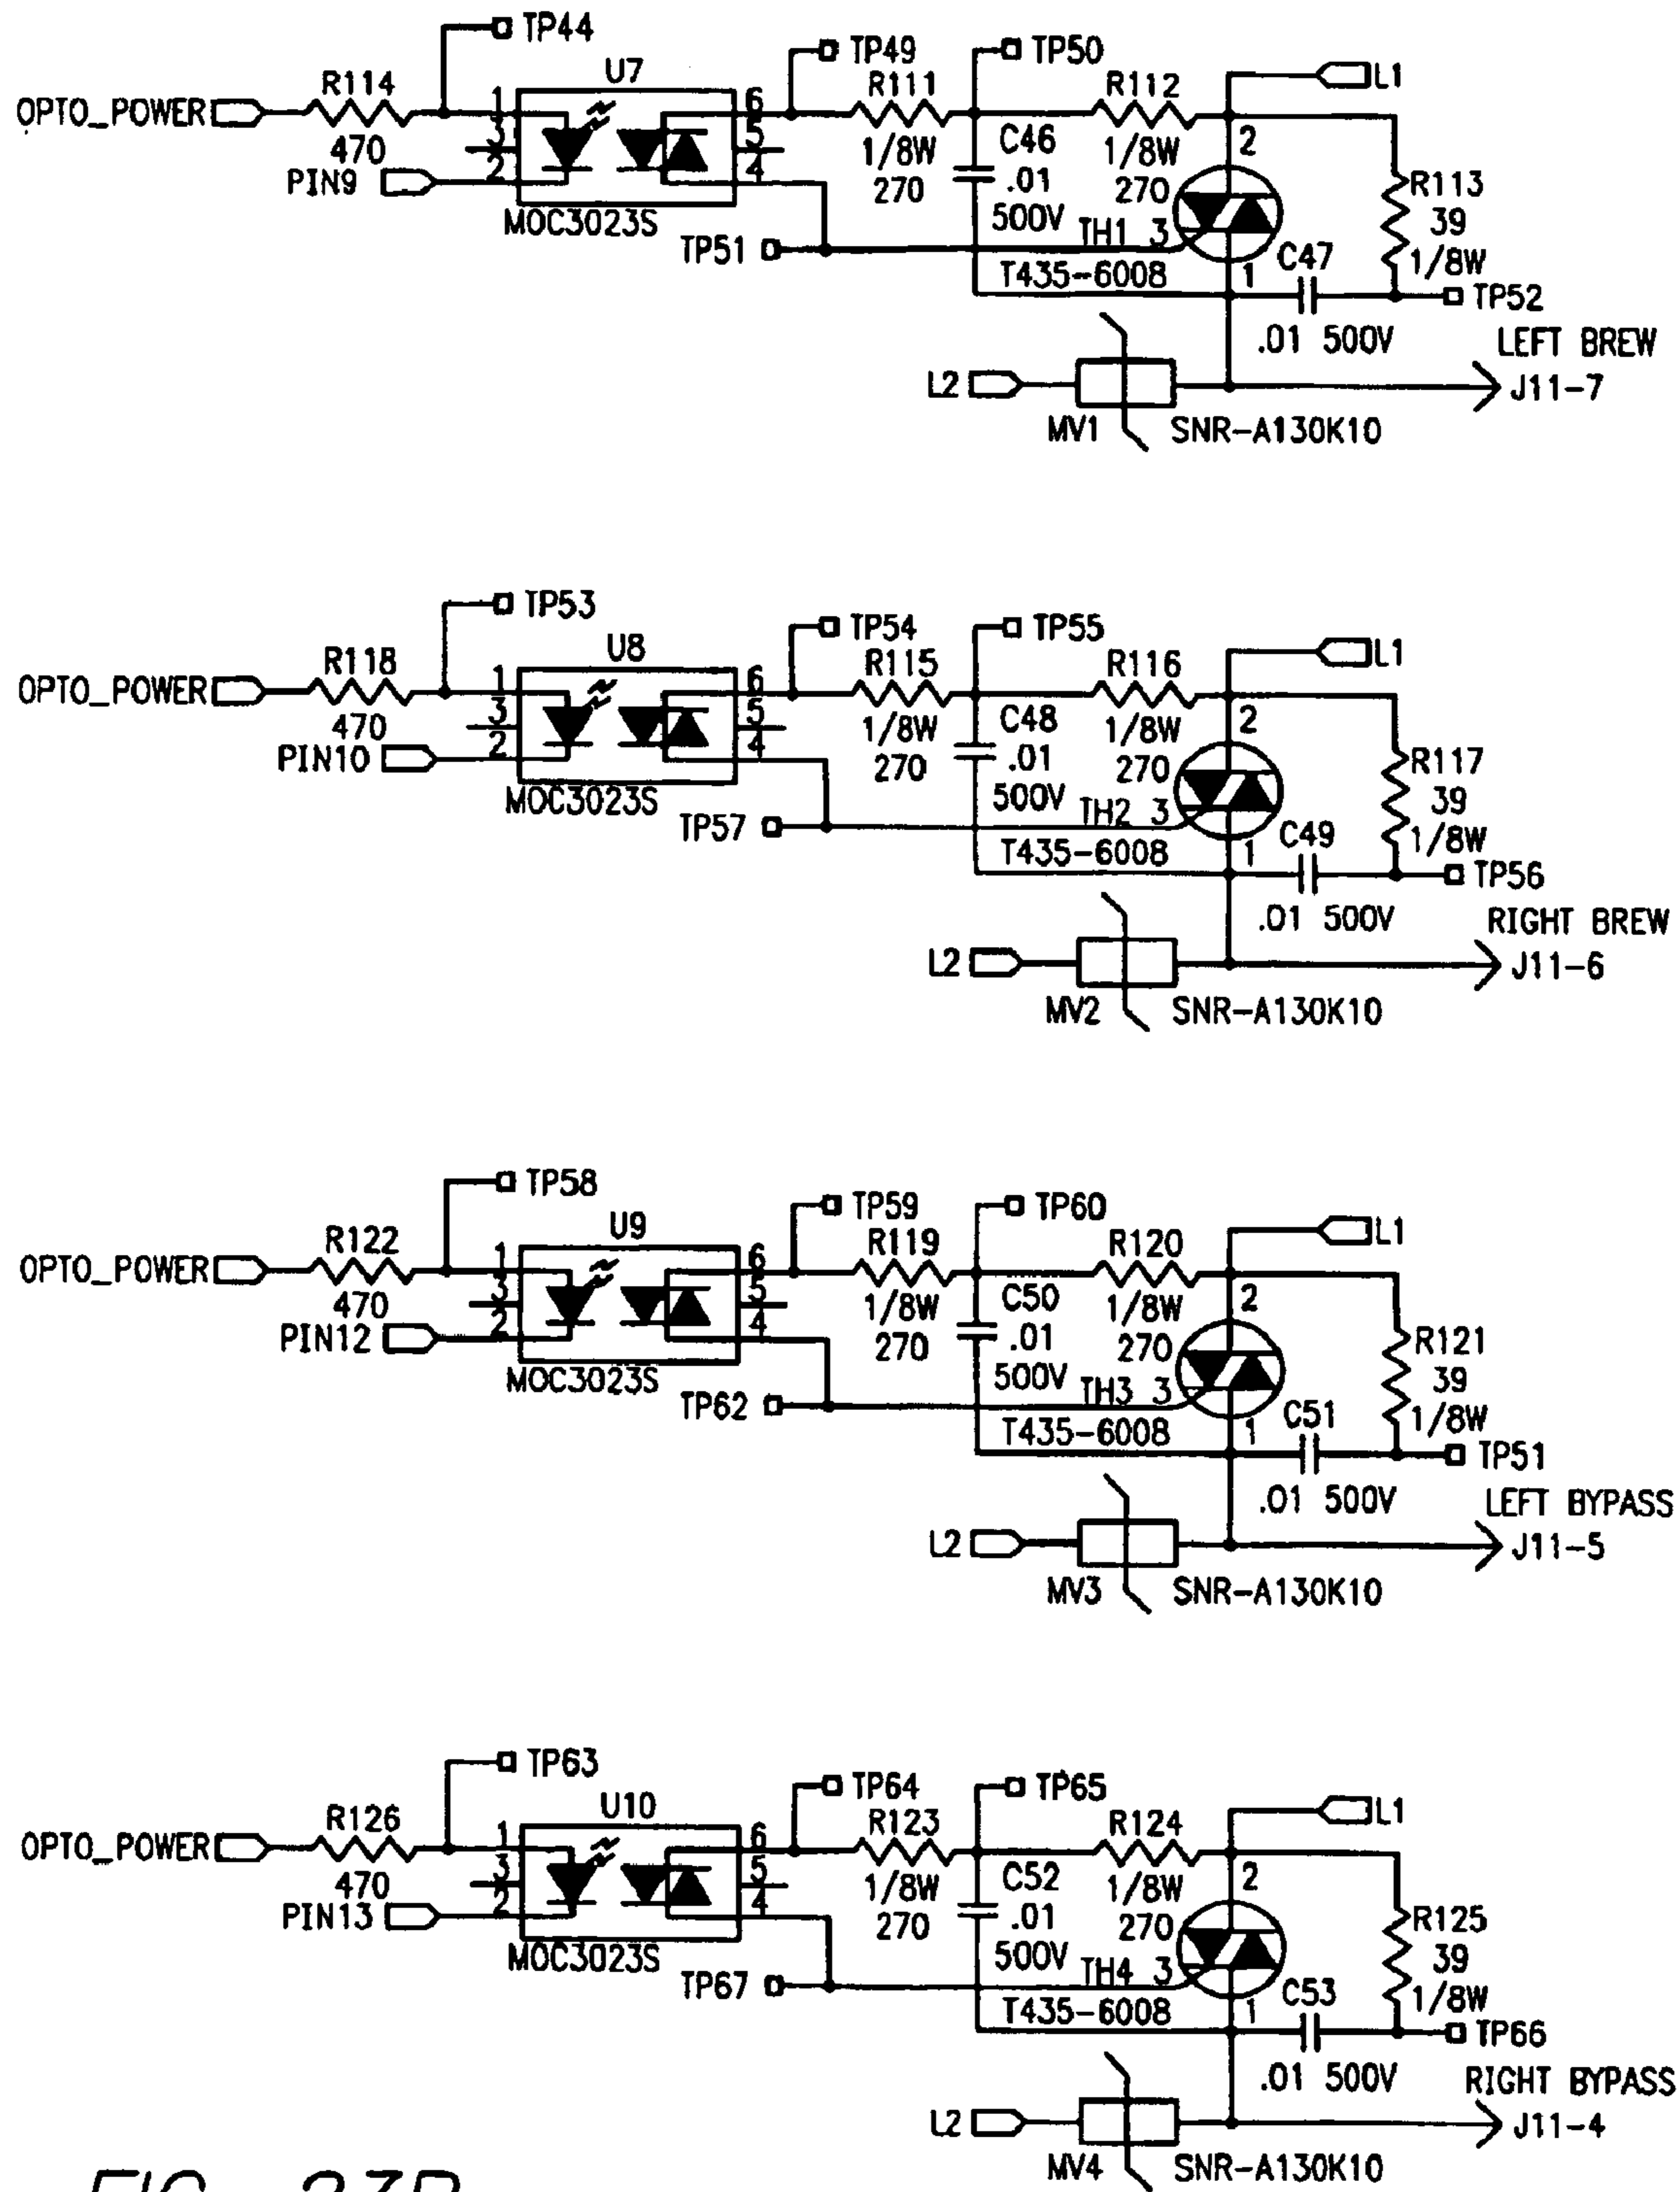 TP44
TP49
TP50
L1
U7
R114
R111
R112
OPTO_POWER
1
6
2
470
3
5
1/8W
C46
1/8W
R113
PIN9
2
4
270
.01
270
39
MOC3023S
500V
1/8W
TP51
TH1 3
C47
T435-6008
1
TP52
.01 500V
LEFT BREW
L2
J11-7
MV1
SNR-A130K10
TP53
TP54
TP55
L1
U8
R118
R115
R116
OPTO_POWER
1
6
2
470
3
5
1/8W
C48
1/8W
R117
PIN10
2
4
270
.01
270
39
MOC3023S
500V
1/8W
TP57
TH2 3
C49
T435-6008
1
TP56
.01 500V
RIGHT BREW
L2
J11-6
MV2
SNR-A130K10
TP58
TP59
TP60
L1
U9
R122
R119
R120
OPTO_POWER
1
6
2
470
3
5
1/8W
C50
1/8W
R121
PIN12
2
4
270
.01
270
39
MOC3023S
500V
1/8W
TP62
TH3 3
C51
T435-6008
1
TP51
.01 500V
LEFT BYPASS
L2
J11-5
MV3
SNR-A130K10
TP63
TP64
TP65
L1
U10
R126
R123
R124
OPTO_POWER
1
6
2
470
3
5
1/8W
C52
1/8W
R125
PIN13
2
4
270
.01
270
39
MOC3023S
500V
1/8W
TP67
TH4 3
C53
T435-6008
1
TP66
.01 500V
RIGHT BYPASS
L2
J11-4
MV4
SNR-A130K10